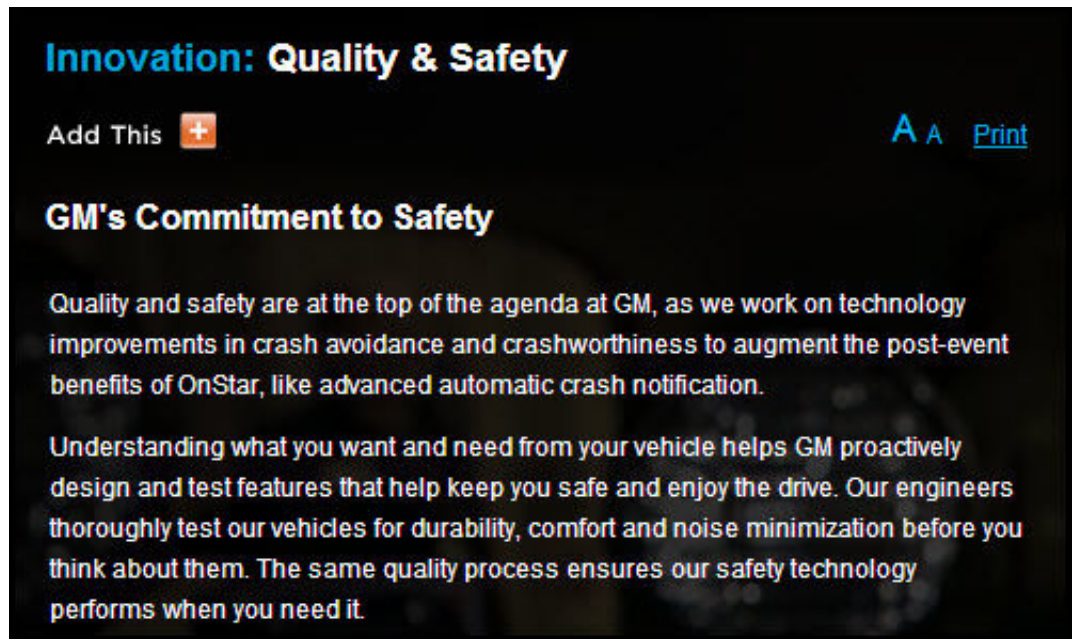 Innovation: Quality & Safety
Add This
A A Print
GM's Commitment to Safety
Quality and safety are at the top of the agenda at GM, as we work on technology
improvements in crash avoidance and crashworthiness to augment the post-event
benefits of OnStar, like advanced automatic crash notification.
Understanding what you want and need from your vehicle helps GM proactively
design and test features that help keep you safe and enjoy the drive. Our engineers
thoroughly test our vehicles for durability, comfort and noise minimization before you
think about them. The same quality process ensures our safety technology
performs when you need it.